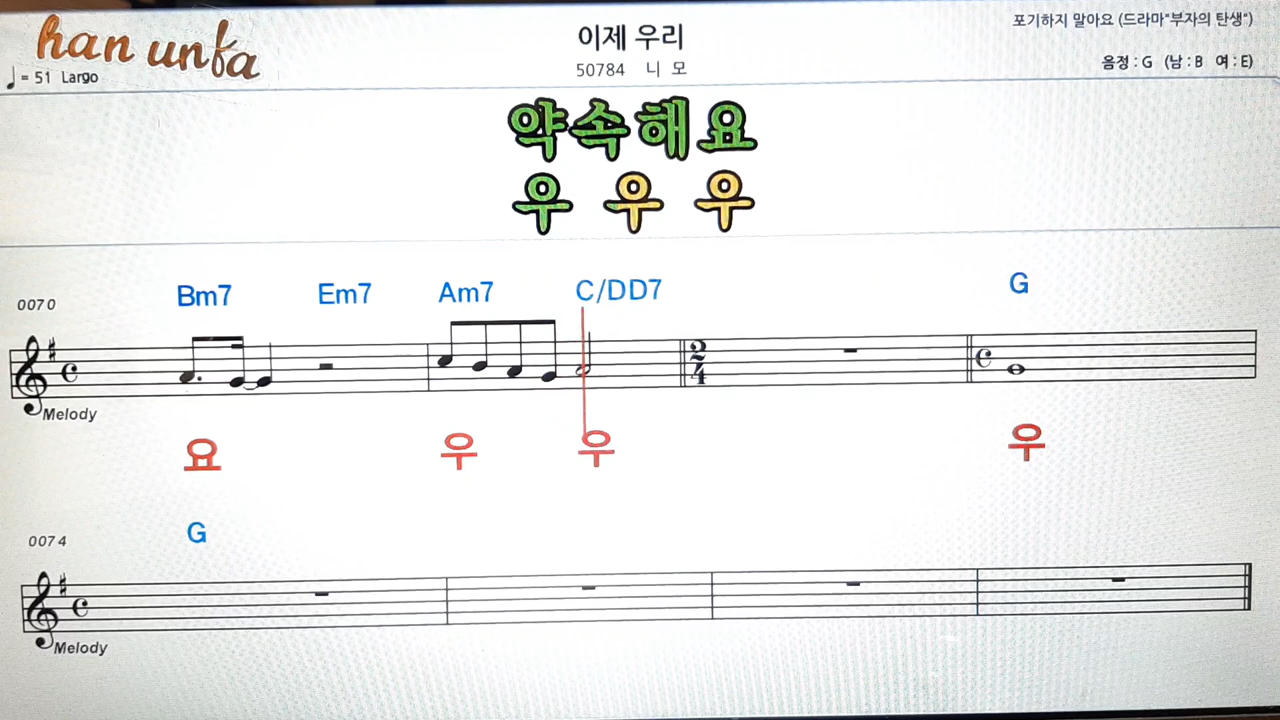 han unfa
♩= 51 Largo
이제 우리
50784 니 모
포기하지 말아요 (드라마"부자의 탄생")
음정 : G (남 : B 여 : E)
약속해요
우 우 우
0070
Bm7 Em7 Am7 C/DD7 G
2
4
Melody
요 우 우 우
0074
G
Melody